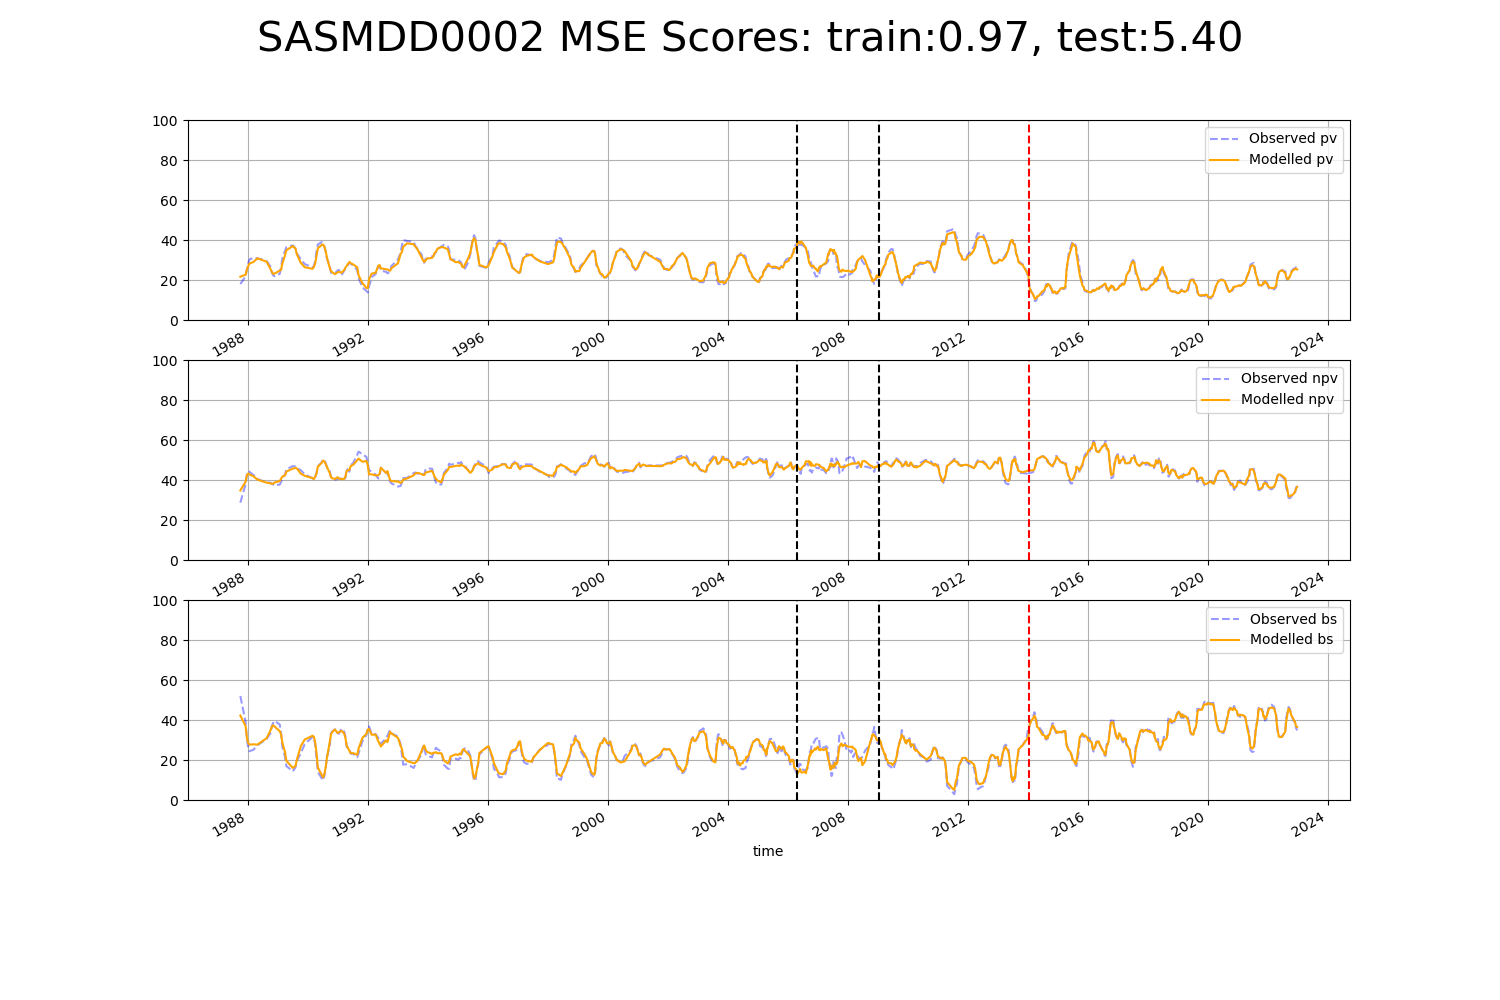 SASMDD0002 MSE Scores: train:0.97, test:5.40
100
80
60
40
20
0
Observed pv
Modelled pv
1988 1992 1996 2000 2004 2008 2012 2016 2020 2024
100
80
60
40
20
0
Observed npv
Modelled npv
1988 1992 1996 2000 2004 2008 2012 2016 2020 2024
100
80
60
40
20
0
Observed bs
Modelled bs
1988 1992 1996 2000 2004 2008 2012 2016 2020 2024
time